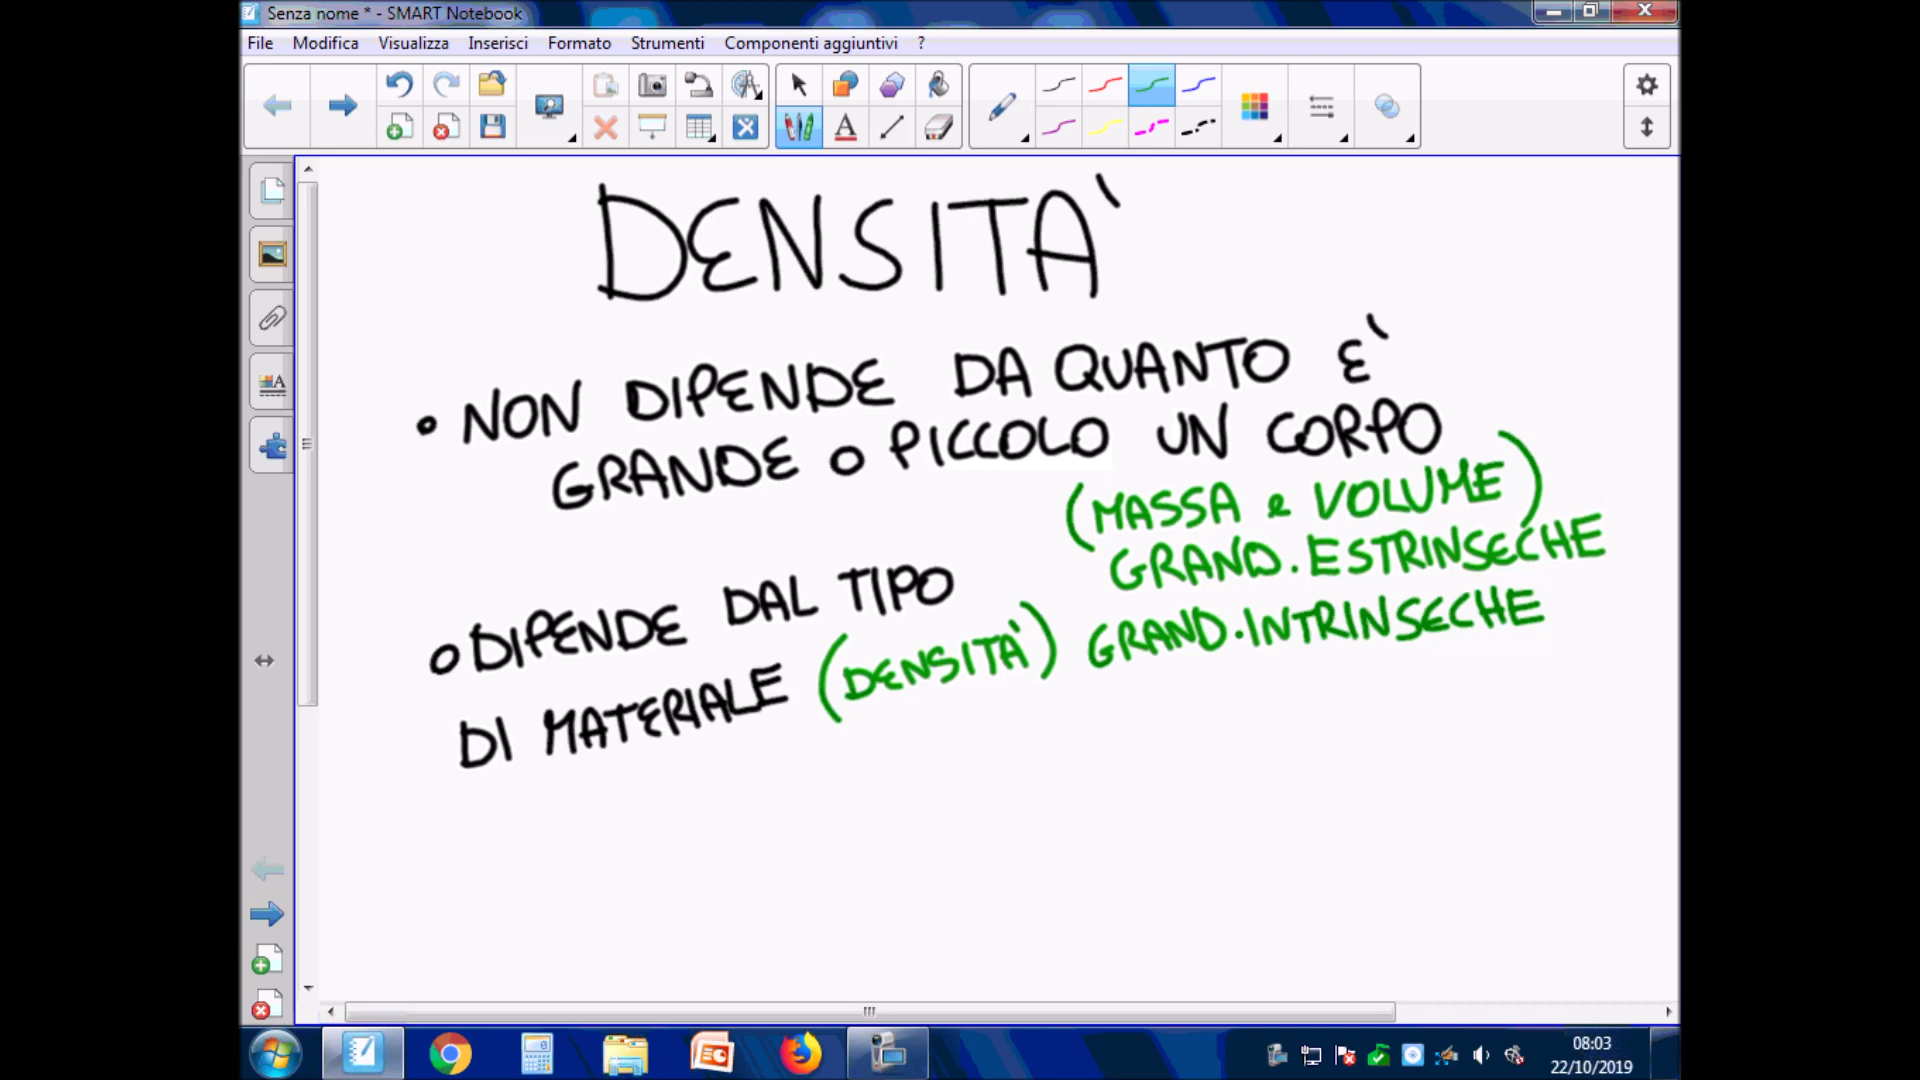 Senza nome * - SMART Notebook
File Modifica Visualizza Inserisci Formato Strumenti Componenti aggiuntivi ?
DENSITÀ
• NON DIPENDE DA QUANTO È
GRANDE O PICCOLO UN CORPO
(MASSA e VOLUME)
GRAND. ESTRINSECHE
• DIPENDE DAL TIPO
DI MATERIALE (DENSITÀ) GRAND. INTRINSECHE
08:03
22/10/2019